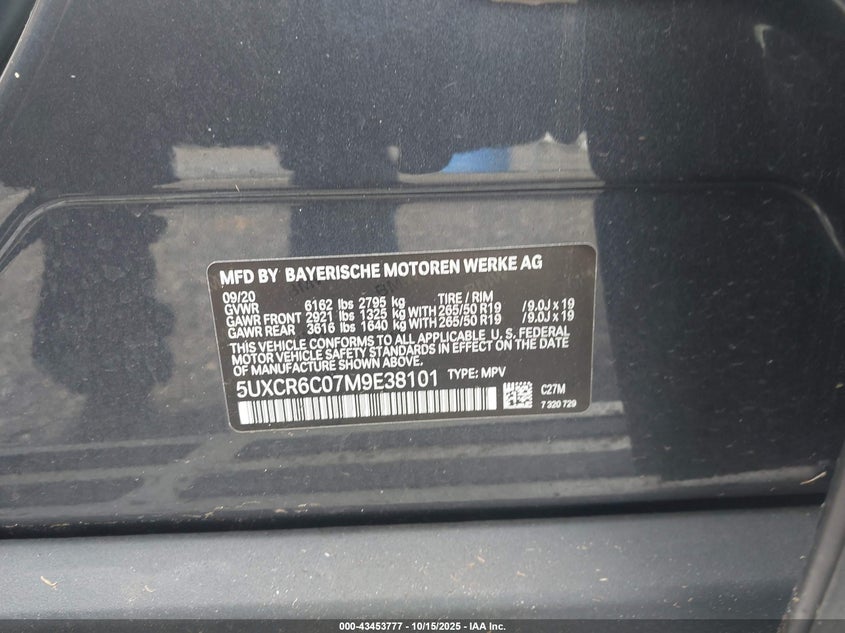 MFD BY BAYERISCHE MOTOREN WERKE AG
09/20
GVWR 6162 lbs 2795 kg TIRE / RIM
GAWR FRONT 2921 lbs 1325 kg WITH 265/50 R19 /9.0J x 19
GAWR REAR 3616 lbs 1640 kg WITH 265/50 R19 /9.0J x 19
THIS VEHICLE CONFORMS TO ALL APPLICABLE U. S. FEDERAL
MOTOR VEHICLE SAFETY STANDARDS IN EFFECT ON THE DATE
OF MANUFACTURE SHOWN ABOVE.
5UXCR6C07M9E38101 TYPE: MPV
C27M
7 320 729
000-43453777 - 10/15/2025 - IAA Inc.